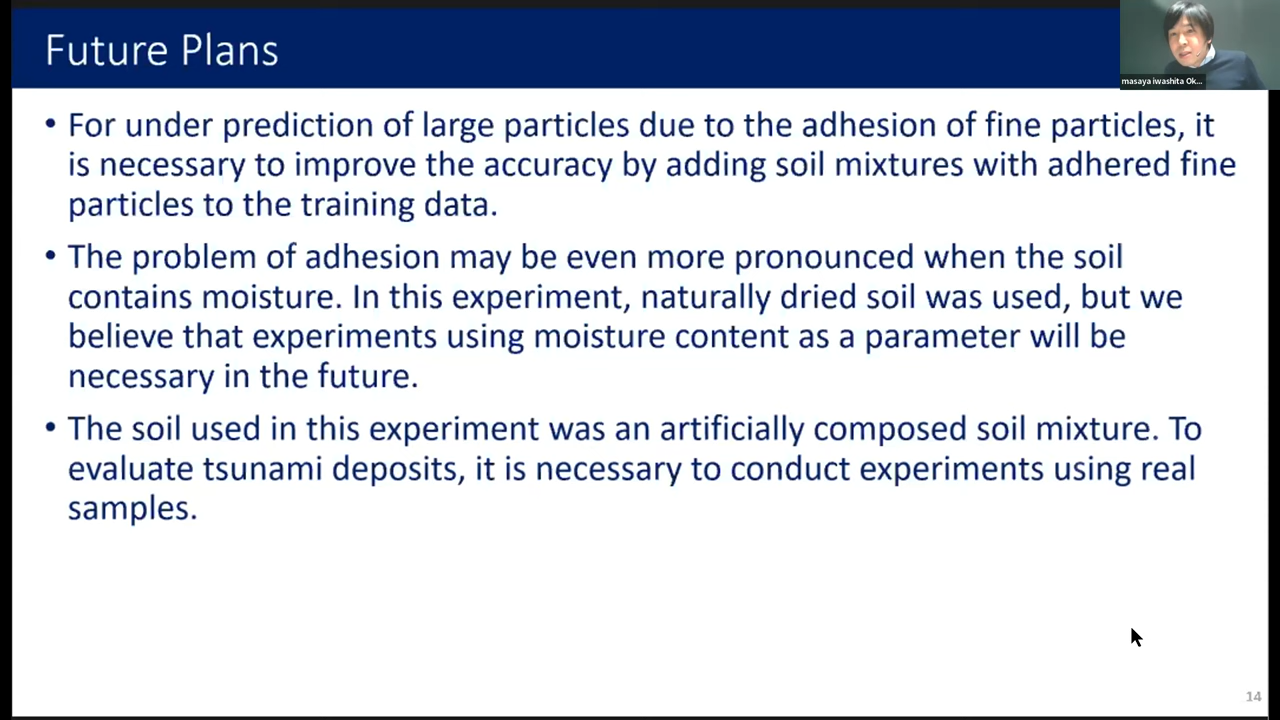 Future Plans
masaya iwashita Ok...
• For under prediction of large particles due to the adhesion of fine particles, it
is necessary to improve the accuracy by adding soil mixtures with adhered fine
particles to the training data.
• The problem of adhesion may be even more pronounced when the soil
contains moisture. In this experiment, naturally dried soil was used, but we
believe that experiments using moisture content as a parameter will be
necessary in the future.
• The soil used in this experiment was an artificially composed soil mixture. To
evaluate tsunami deposits, it is necessary to conduct experiments using real
samples.
14